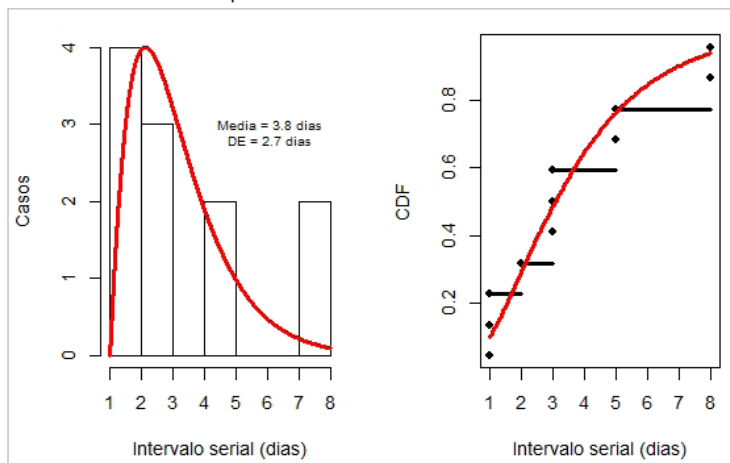 4
3
2
1
0
Casos
Media = 3.8 dias
DE = 2.7 dias
1 2 3 4 5 6 7 8
Intervalo serial (dias)
0.8
0.6
0.4
0.2
CDF
1 2 3 4 5 6 7 8
Intervalo serial (dias)